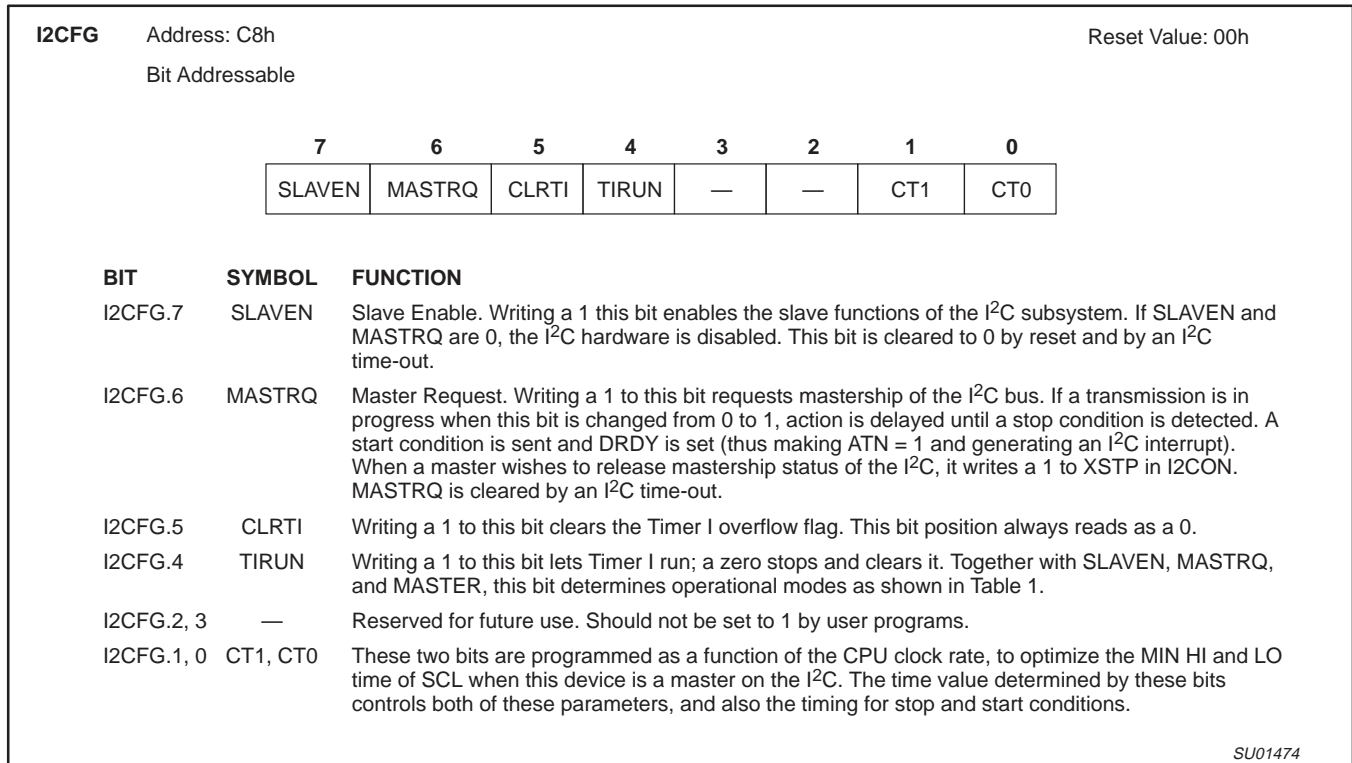 I2CFG Address: C8h Reset Value: 00h
Bit Addressable
7 6 5 4 3 2 1 0
SLAVEN MASTRQ CLRTI TIRUN — — CT1 CT0
BIT SYMBOL FUNCTION
I2CFG.7 SLAVEN Slave Enable. Writing a 1 this bit enables the slave functions of the I2C subsystem. If SLAVEN and
MASTRQ are 0, the I2C hardware is disabled. This bit is cleared to 0 by reset and by an I2C
time-out.
I2CFG.6 MASTRQ Master Request. Writing a 1 to this bit requests mastership of the I2C bus. If a transmission is in
progress when this bit is changed from 0 to 1, action is delayed until a stop condition is detected. A
start condition is sent and DRDY is set (thus making ATN = 1 and generating an I2C interrupt).
When a master wishes to release mastership status of the I2C, it writes a 1 to XSTP in I2CON.
MASTRQ is cleared by an I2C time-out.
I2CFG.5 CLRTI Writing a 1 to this bit clears the Timer I overflow flag. This bit position always reads as a 0.
I2CFG.4 TIRUN Writing a 1 to this bit lets Timer I run; a zero stops and clears it. Together with SLAVEN, MASTRQ,
and MASTER, this bit determines operational modes as shown in Table 1.
I2CFG.2, 3 — Reserved for future use. Should not be set to 1 by user programs.
I2CFG.1, 0 CT1, CT0 These two bits are programmed as a function of the CPU clock rate, to optimize the MIN HI and LO
time of SCL when this device is a master on the I2C. The time value determined by these bits
controls both of these parameters, and also the timing for stop and start conditions.
SU01474